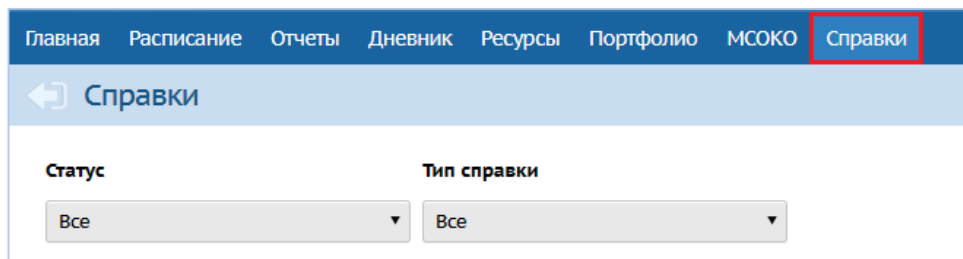 Главная Расписание Отчеты Дневник Ресурсы Портфолио МСОКО Справки
Справки
Статус Тип справки
Все Все